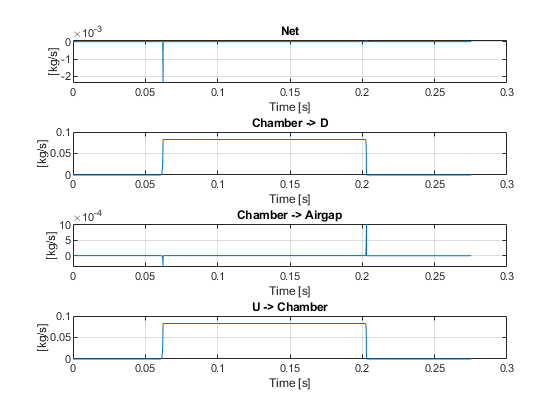 ×10⁻³
Net
0
-1
-2
[kg/s]
0 0.05 0.1 0.15 0.2 0.25 0.3
Time [s]
Chamber -> D
0.1
0.05
0
[kg/s]
0 0.05 0.1 0.15 0.2 0.25 0.3
Time [s]
×10⁻⁴
Chamber -> Airgap
10
5
0
[kg/s]
0 0.05 0.1 0.15 0.2 0.25 0.3
Time [s]
U -> Chamber
0.1
0.05
0
[kg/s]
0 0.05 0.1 0.15 0.2 0.25 0.3
Time [s]